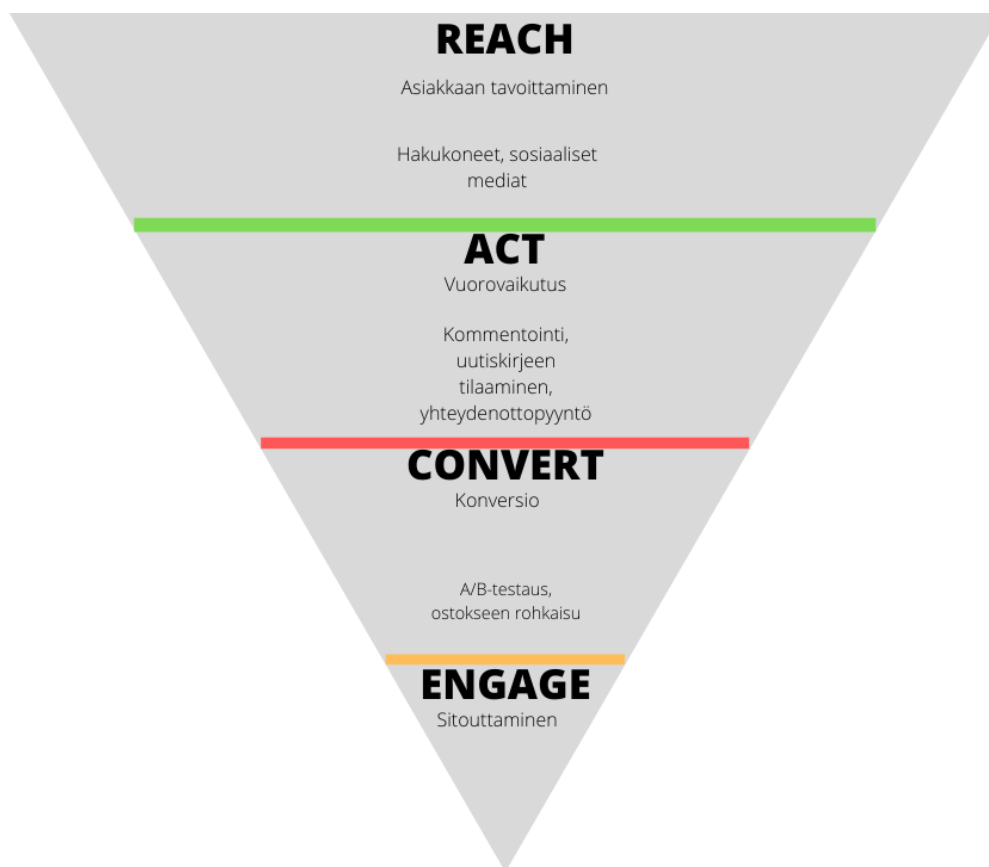 REACH
Asiakkaan tavoittaminen
Hakukoneet, sosiaaliset
mediat
ACT
Vuorovaikutus
Kommentointi,
uutiskirjeen
tilaaminen,
yhteydenottopyyntö
CONVERT
Konversio
A/B-testaus,
ostokseen rohkaisu
ENGAGE
Sitouttaminen